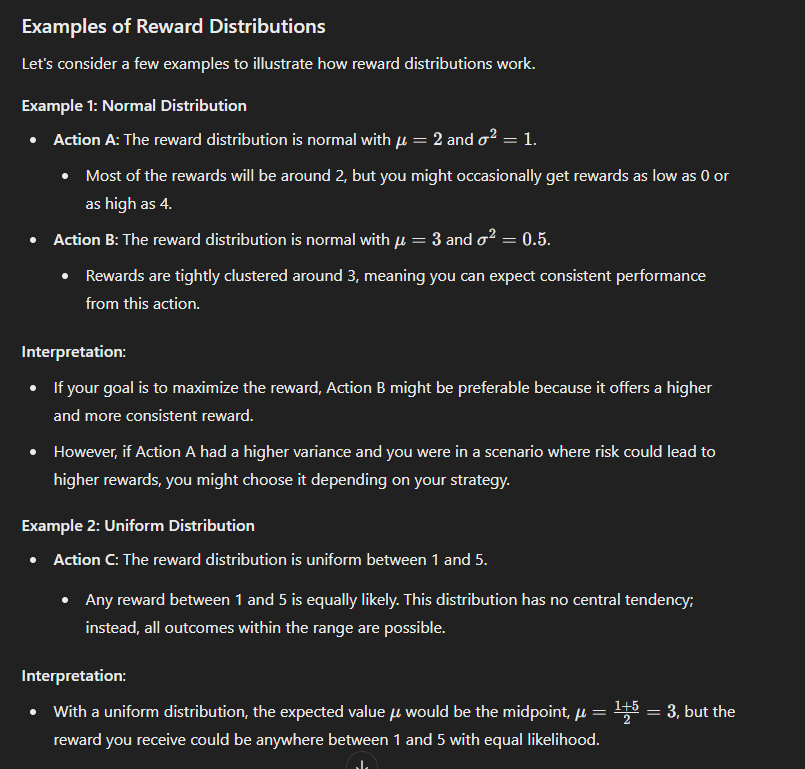 Examples of Reward Distributions
Let's consider a few examples to illustrate how reward distributions work.
Example 1: Normal Distribution
• Action A: The reward distribution is normal with μ = 2 and σ² = 1.
• Most of the rewards will be around 2, but you might occasionally get rewards as low as 0 or
as high as 4.
• Action B: The reward distribution is normal with μ = 3 and σ² = 0.5.
• Rewards are tightly clustered around 3, meaning you can expect consistent performance
from this action.
Interpretation:
• If your goal is to maximize the reward, Action B might be preferable because it offers a higher
and more consistent reward.
• However, if Action A had a higher variance and you were in a scenario where risk could lead to
higher rewards, you might choose it depending on your strategy.
Example 2: Uniform Distribution
• Action C: The reward distribution is uniform between 1 and 5.
• Any reward between 1 and 5 is equally likely. This distribution has no central tendency;
instead, all outcomes within the range are possible.
Interpretation:
• With a uniform distribution, the expected value μ would be the midpoint, μ = (1+5)/2 = 3, but the
reward you receive could be anywhere between 1 and 5 with equal likelihood.